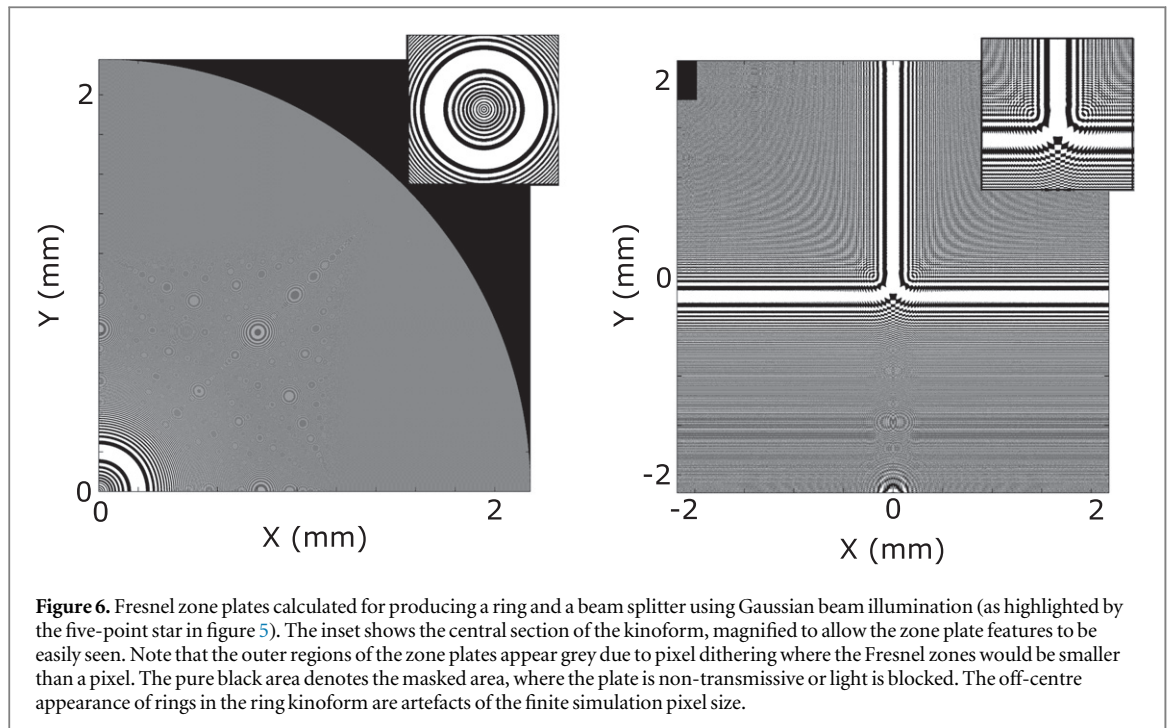 2
Y (mm)
0
0
2
X (mm)
2
Y (mm)
0
-2
-2
0
2
X (mm)
Figure 6. Fresnel zone plates calculated for producing a ring and a beam splitter using Gaussian beam illumination (as highlighted by
the five-point star in figure 5). The inset shows the central section of the kinoform, magnified to allow the zone plate features to be
easily seen. Note that the outer regions of the zone plates appear grey due to pixel dithering where the Fresnel zones would be smaller
than a pixel. The pure black area denotes the masked area, where the plate is non-transmissive or light is blocked. The off-centre
appearance of rings in the ring kinoform are artefacts of the finite simulation pixel size.